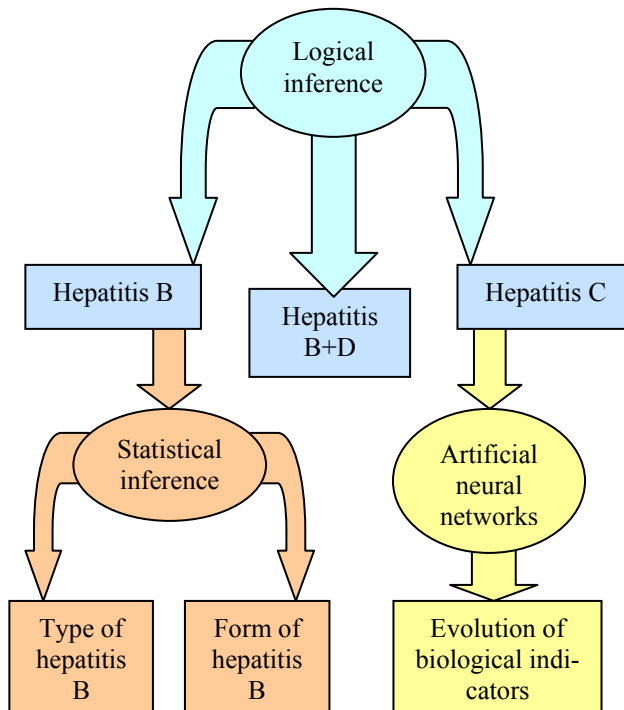 Logical
inference
Hepatitis B
Hepatitis
B+D
Hepatitis C
Statistical
inference
Artificial
neural
networks
Type of
hepatitis
B
Form of
hepatitis
B
Evolution of
biological indi-
cators